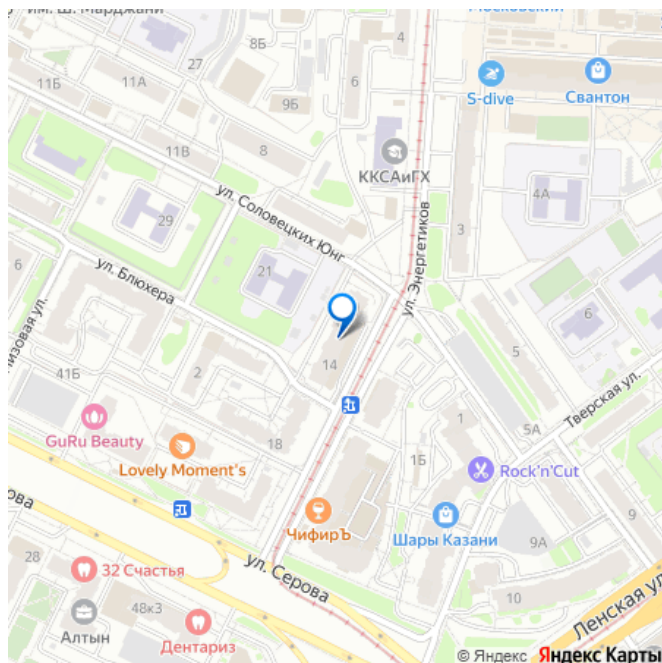 им. Ш. Марджани
Московский
8Б
4
27
11Б
11А
9Б
6
S-dive
Свантон
11В
8
ККСАиГХ
4А
ул. Соловецких Юнг
29
3
ул. Энергетиков
6
ул. Блюхера
21
6
5
14
2
41Б
Тверская ул.
GuRu Beauty
18
1
5А
Lovely Moment's
1Б
Rock'n'Cut
9
ЧифирЪ
Шары Казани
9А
28
32 Счастья
ул. Серова
10
Ленская ул.
48к3
Алтын
Дентариз
© Яндекс Яндекс Карты